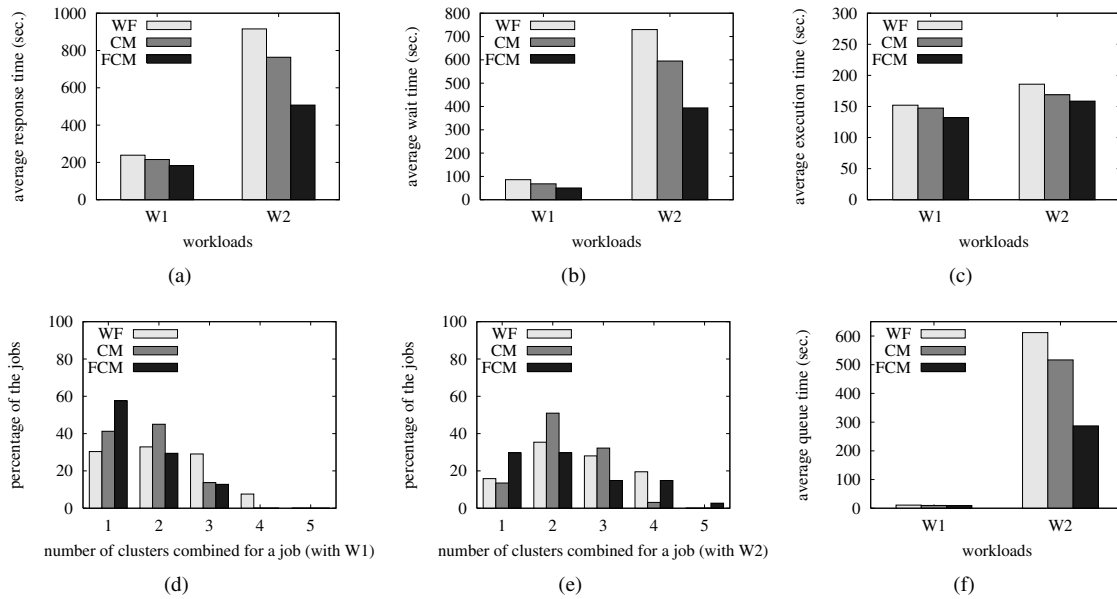 average response time (sec.)
1000
800
600
400
200
0
WF
CM
FCM
W1
W2
workloads
(a)
average wait time (sec.)
800
700
600
500
400
300
200
100
0
WF
CM
FCM
W1
W2
workloads
(b)
average execution time (sec.)
300
250
200
150
100
50
0
WF
CM
FCM
W1
W2
workloads
(c)
percentage of the jobs
100
80
60
40
20
0
WF
CM
FCM
1 2 3 4 5
number of clusters combined for a job (with W1)
(d)
percentage of the jobs
100
80
60
40
20
0
WF
CM
FCM
1 2 3 4 5
number of clusters combined for a job (with W2)
(e)
average queue time (sec.)
600
500
400
300
200
100
0
WF
CM
FCM
W1
W2
workloads
(f)